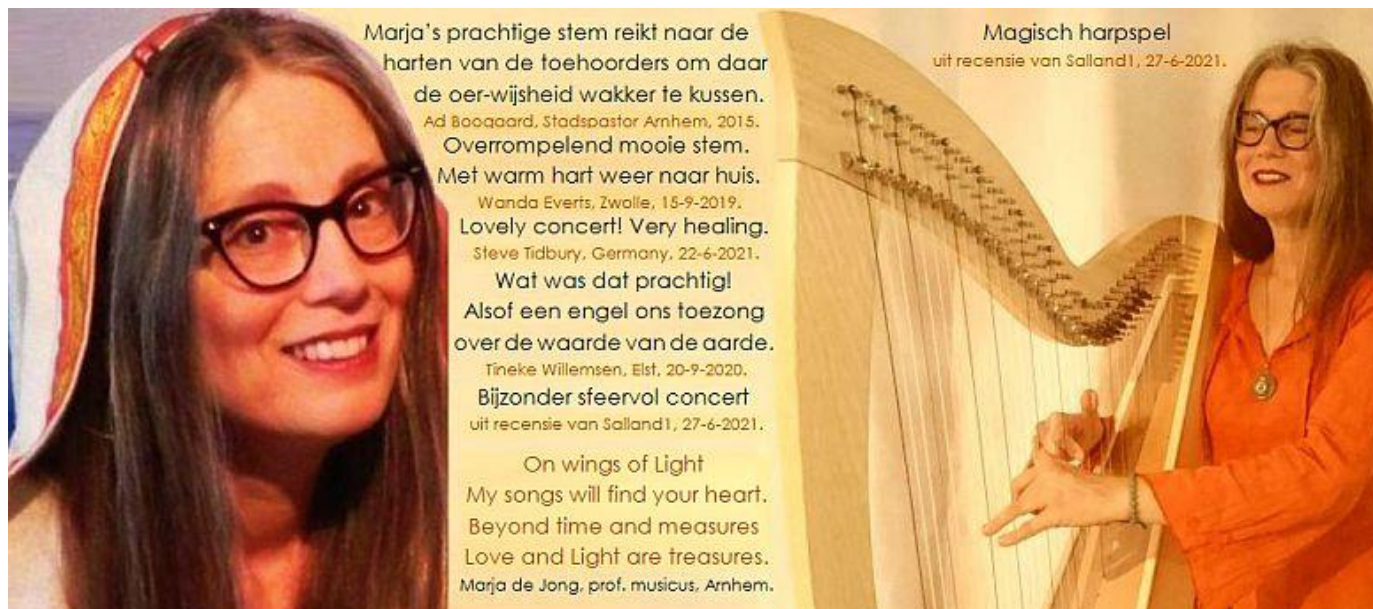 Marja's prachtige stem reikt naar de
harten van de toehoorders om daar
de oer-wijsheid wakker te kussen.
Ad Boogaard, Stadspastor Arnhem, 2015.
Overrompelend mooie stem.
Met warm hart weer naar huis.
Wanda Everts, Zwolle, 15-9-2019.
Lovely concert! Very healing.
Steve Tidbury, Germany, 22-6-2021.
Wat was dat prachtig!
Alsof een engel ons toezong
over de waarde van de aarde.
Tineke Willemsen, Elst, 20-9-2020.
Bijzonder sfeervol concert
uit recensie van Salland1, 27-6-2021.
On wings of Light
My songs will find your heart.
Beyond time and measures
Love and Light are treasures.
Marja de Jong, prof. musicus, Arnhem.
Magisch harpspel
uit recensie van Salland1, 27-6-2021.